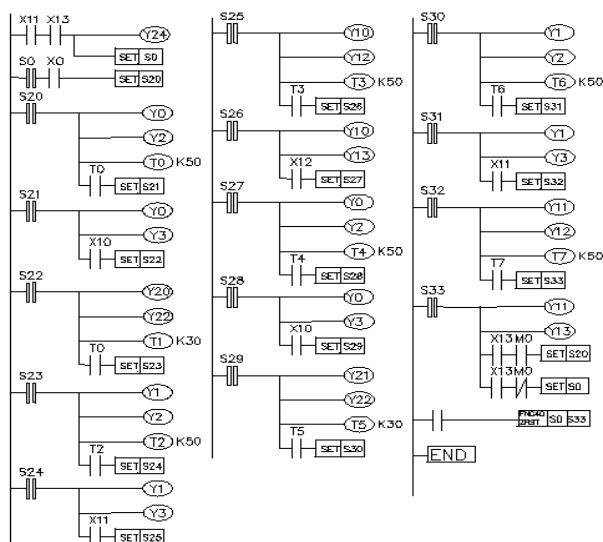 X11 X13
Y24
SET S0
S0 X0
SET S20
S20
Y0
Y2
T0 K50
T0
SET S21
S21
Y0
Y3
X10
SET S22
S22
Y20
Y22
T1 K30
T0
SET S23
S23
Y1
Y2
T2 K50
T2
SET S24
S24
Y1
Y3
X11
SET S25
S25
Y10
Y12
T3 K50
T3
SET S26
S26
Y10
Y13
X12
SET S27
S27
Y0
Y2
T4 K50
T4
SET S28
S28
Y0
Y3
X10
SET S29
S29
Y21
Y22
T5 K30
T5
SET S30
S30
Y1
Y2
T6 K50
T6
SET S31
S31
Y1
Y3
X11
SET S32
S32
Y11
Y12
T7 K50
T7
SET S33
S33
Y11
Y13
X13 M0
SET S20
X13 M0
SET S0
FNC40
ZRST S0 S33
END